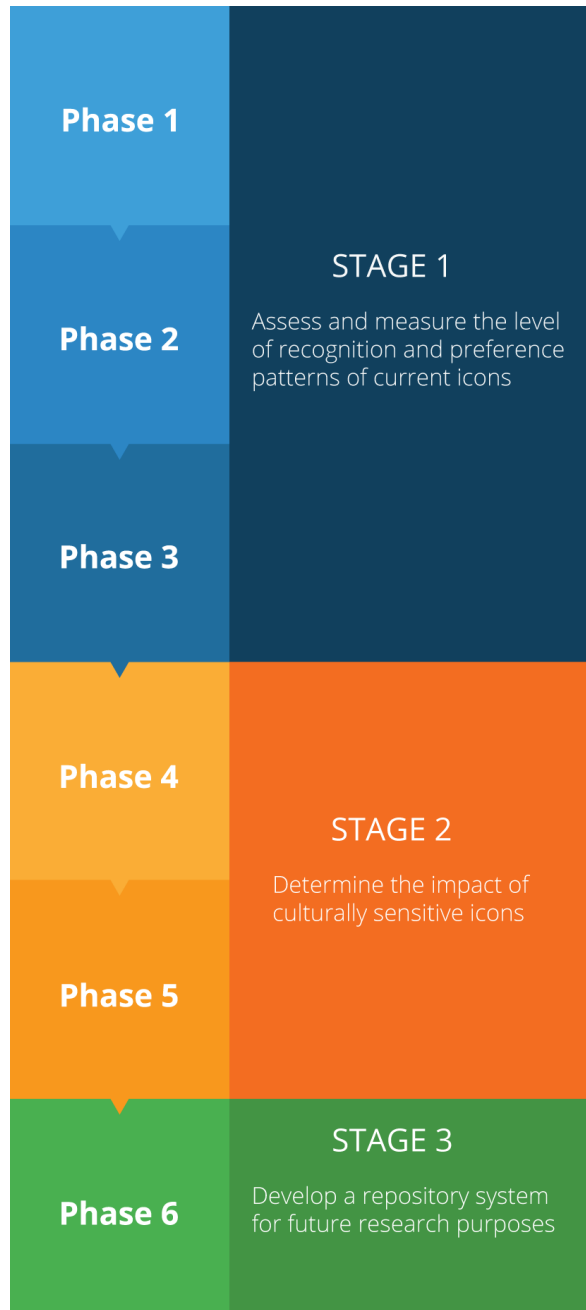 Phase 1
Phase 2
Phase 3
STAGE 1
Assess and measure the level
of recognition and preference
patterns of current icons
Phase 4
Phase 5
STAGE 2
Determine the impact of
culturally sensitive icons
Phase 6
STAGE 3
Develop a repository system
for future research purposes